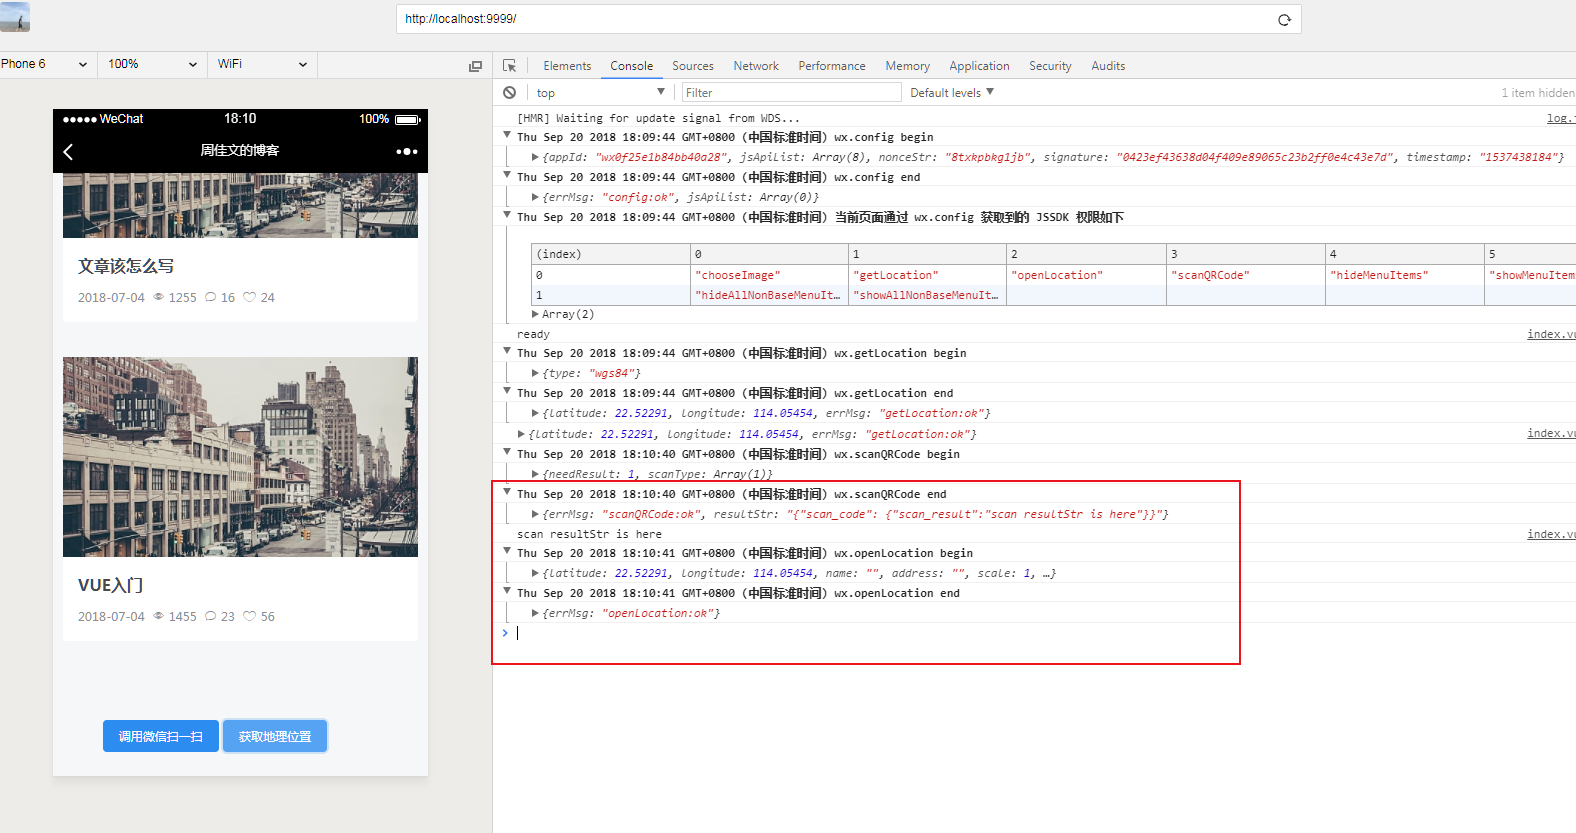 http://localhost:9999/
Phone 6 100% WiFi
Elements Console Sources Network Performance Memory Application Security Audits
top Filter Default levels 1 item hidden
●●●●● WeChat 18:10 100%
周佳文的博客
文章该怎么写
2018-07-04 1255 16 24
VUE入门
2018-07-04 1455 23 56
调用微信扫一扫 获取地理位置
[HMR] Waiting for update signal from WDS... log.
Thu Sep 20 2018 18:09:44 GMT+0800 (中国标准时间) wx.config begin
{appId: "wx0f25e1b84bb40a28", jsApiList: Array(8), nonceStr: "8txkpbkg1jb", signature: "0423ef43638d04f409e89065c23b2ff0e4c43e7d", timestamp: "1537438184"}
Thu Sep 20 2018 18:09:44 GMT+0800 (中国标准时间) wx.config end
{errMsg: "config:ok", jsApiList: Array(0)}
Thu Sep 20 2018 18:09:44 GMT+0800 (中国标准时间) 当前页面通过 wx.config 获取到的 JSSDK 权限如下
(index) 0 1 2 3 4 5
0 "chooseImage" "getLocation" "openLocation" "scanQRCode" "hideMenuItems" "showMenuItem
1 "hideAllNonBaseMenuIt… "showAllNonBaseMenuIt…
Array(2)
ready index.vu
Thu Sep 20 2018 18:09:44 GMT+0800 (中国标准时间) wx.getLocation begin
{type: "wgs84"}
Thu Sep 20 2018 18:09:44 GMT+0800 (中国标准时间) wx.getLocation end
{latitude: 22.52291, longitude: 114.05454, errMsg: "getLocation:ok"}
{latitude: 22.52291, longitude: 114.05454, errMsg: "getLocation:ok"} index.vu
Thu Sep 20 2018 18:10:40 GMT+0800 (中国标准时间) wx.scanQRCode begin
{needResult: 1, scanType: Array(1)}
Thu Sep 20 2018 18:10:40 GMT+0800 (中国标准时间) wx.scanQRCode end
{errMsg: "scanQRCode:ok", resultStr: "{"scan_code": {"scan_result":"scan resultStr is here"}}"}
scan resultStr is here index.vu
Thu Sep 20 2018 18:10:41 GMT+0800 (中国标准时间) wx.openLocation begin
{latitude: 22.52291, longitude: 114.05454, name: "", address: "", scale: 1, …}
Thu Sep 20 2018 18:10:41 GMT+0800 (中国标准时间) wx.openLocation end
{errMsg: "openLocation:ok"}